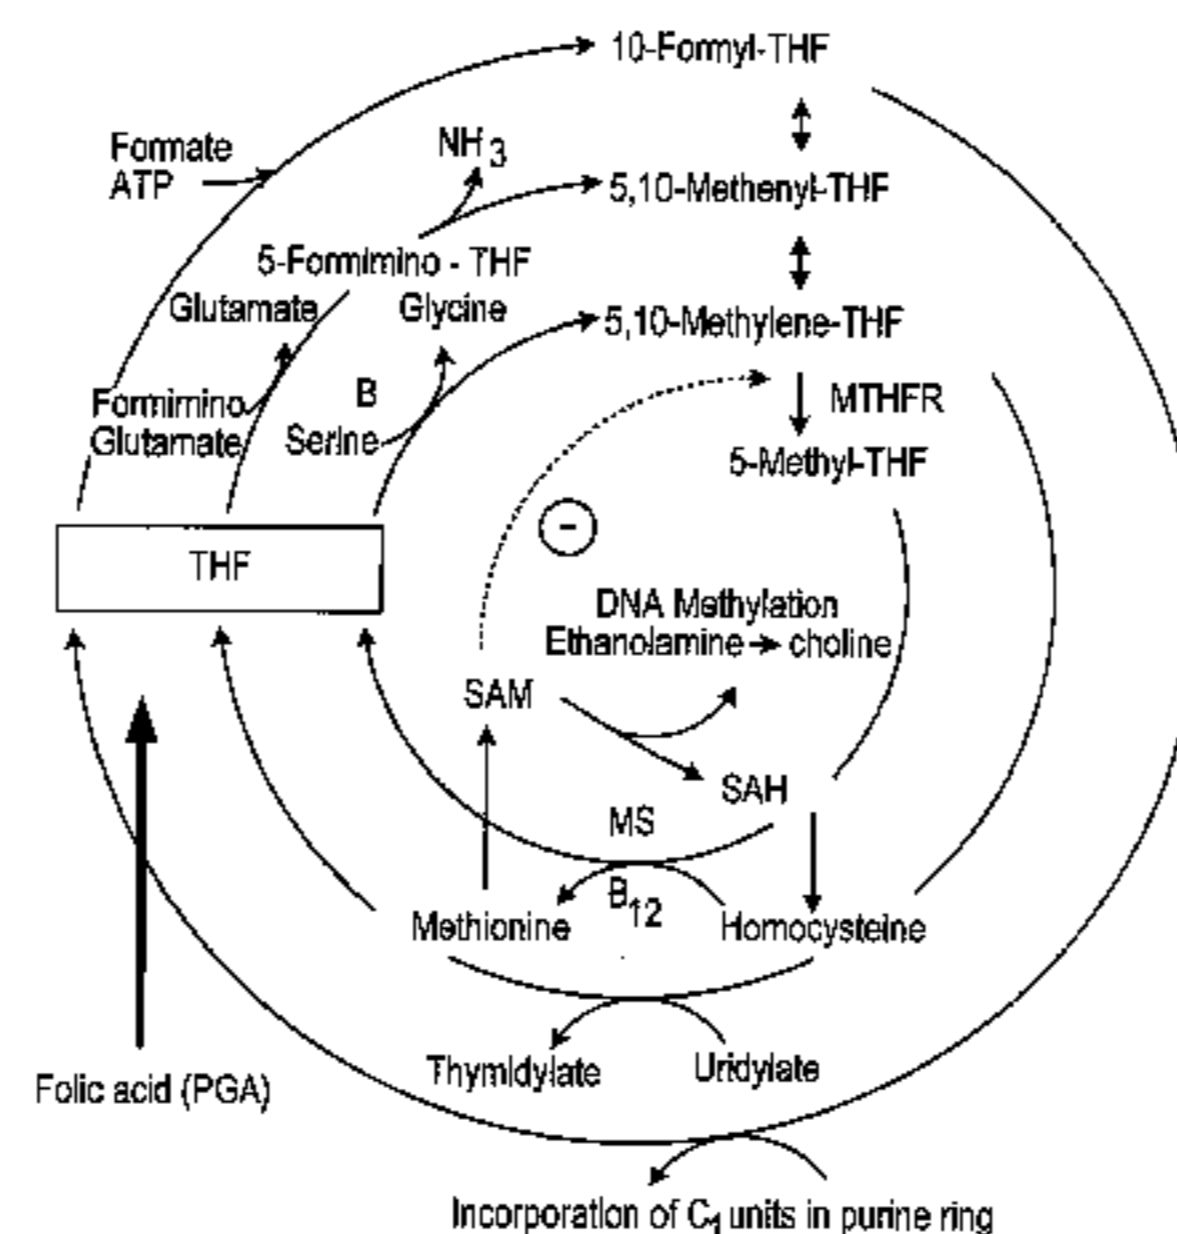 10-Formyl-THF
Formate
ATP
NH3
5,10-Methenyl-THF
5-Formimino - THF
Glutamate
Glycine
5,10-Methylene-THF
Formimino
Glutamate
B
Serine
MTHFR
5-Methyl-THF
THF
−
DNA Methylation
Ethanolamine → choline
SAM
SAH
MS
B12
Methionine
Homocysteine
Thymidylate
Uridylate
Folic acid (PGA)
Incorporation of C1 units in purine ring